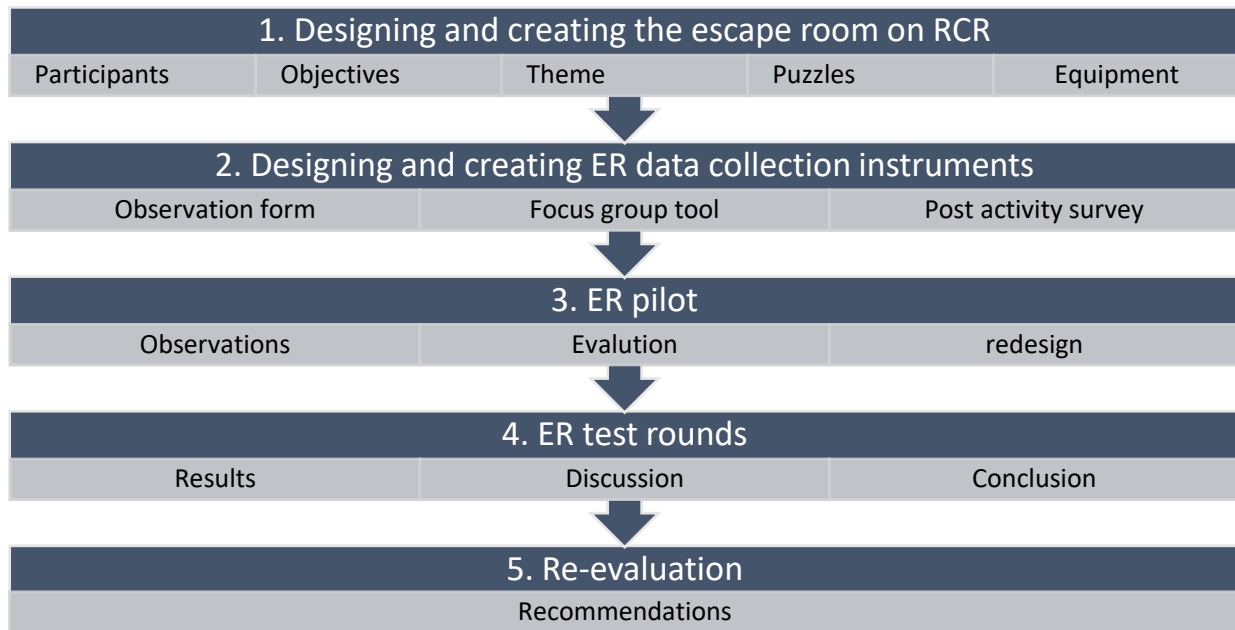 1. Designing and creating the escape room on RCR
Participants Objectives Theme Puzzles Equipment
2. Designing and creating ER data collection instruments
Observation form Focus group tool Post activity survey
3. ER pilot
Observations Evalution redesign
4. ER test rounds
Results Discussion Conclusion
5. Re-evaluation
Recommendations